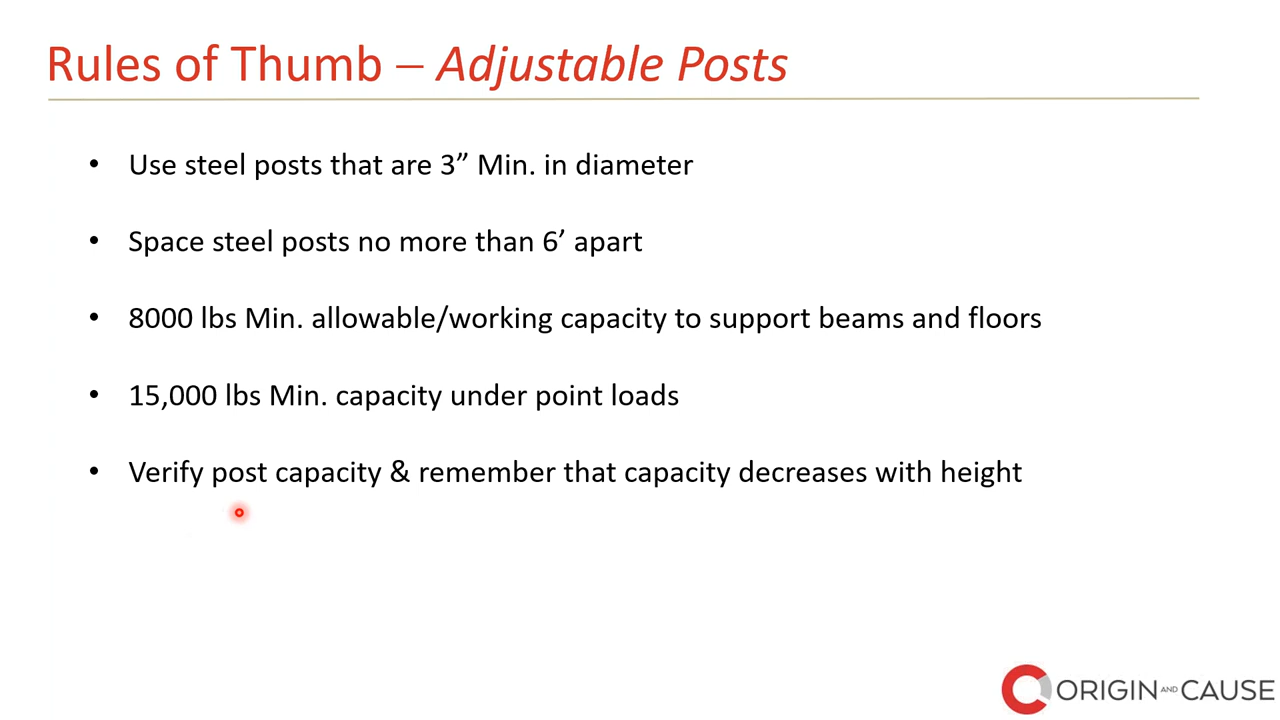 Rules of Thumb – Adjustable Posts
• Use steel posts that are 3” Min. in diameter
• Space steel posts no more than 6’ apart
• 8000 lbs Min. allowable/working capacity to support beams and floors
• 15,000 lbs Min. capacity under point loads
• Verify post capacity & remember that capacity decreases with height
ORIGIN AND CAUSE